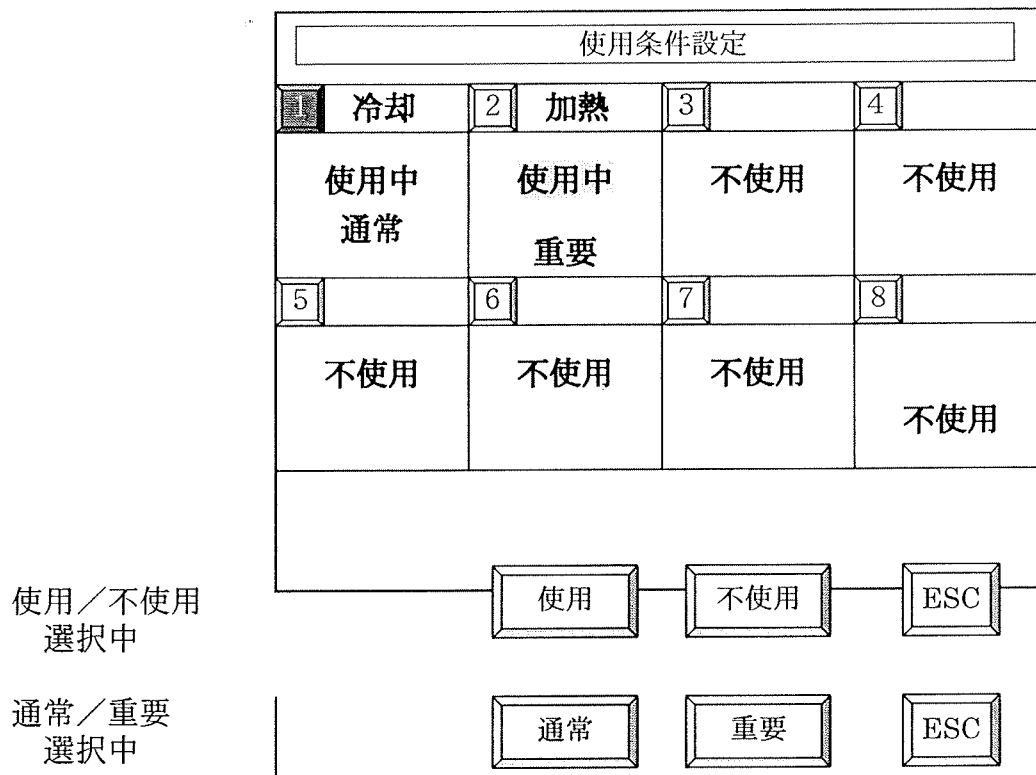 使用条件設定
1 冷却 2 加熱 3 4
使用中 使用中 不使用 不使用
通常
重要
5 6 7 8
不使用 不使用 不使用
不使用
使用／不使用
選択中
使用 不使用 ESC
通常／重要
選択中
通常 重要 ESC